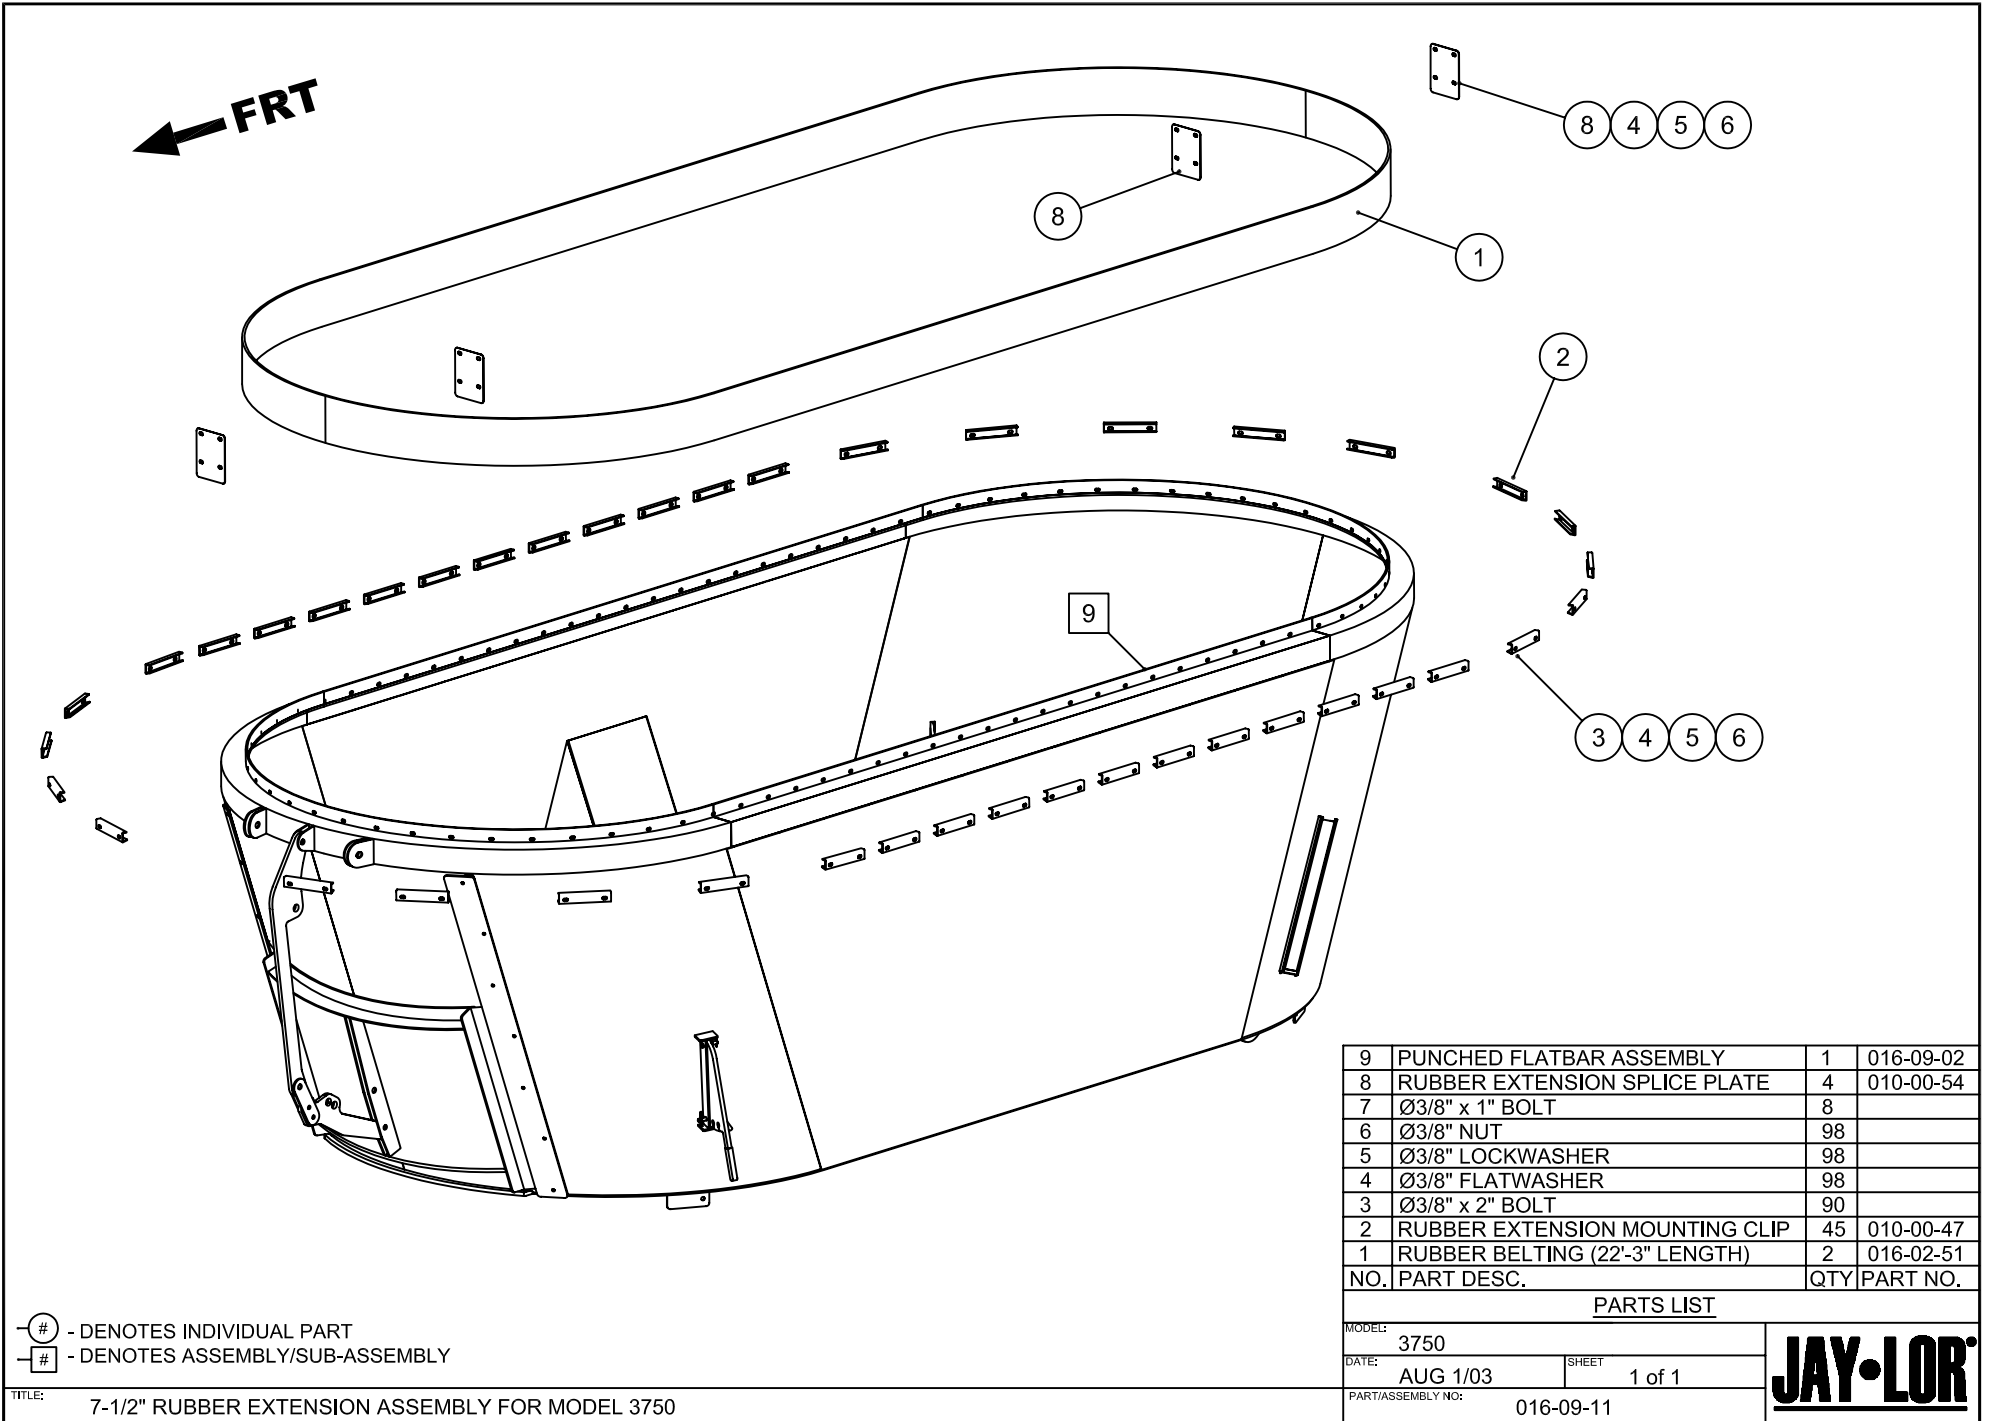 FRT
8 4 5 6
8
1
2
9
3 4 5 6
9 PUNCHED FLATBAR ASSEMBLY 1 016-09-02
8 RUBBER EXTENSION SPLICE PLATE 4 010-00-54
7 Ø3/8" x 1" BOLT 8
6 Ø3/8" NUT 98
5 Ø3/8" LOCKWASHER 98
4 Ø3/8" FLATWASHER 98
3 Ø3/8" x 2" BOLT 90
2 RUBBER EXTENSION MOUNTING CLIP 45 010-00-47
1 RUBBER BELTING (22'-3" LENGTH) 2 016-02-51
NO. PART DESC. QTY PART NO.
PARTS LIST
# - DENOTES INDIVIDUAL PART
# - DENOTES ASSEMBLY/SUB-ASSEMBLY
MODEL: 3750
DATE: AUG 1/03 SHEET 1 of 1
JAY•LOR®
TITLE: 7-1/2" RUBBER EXTENSION ASSEMBLY FOR MODEL 3750
PART/ASSEMBLY NO: 016-09-11